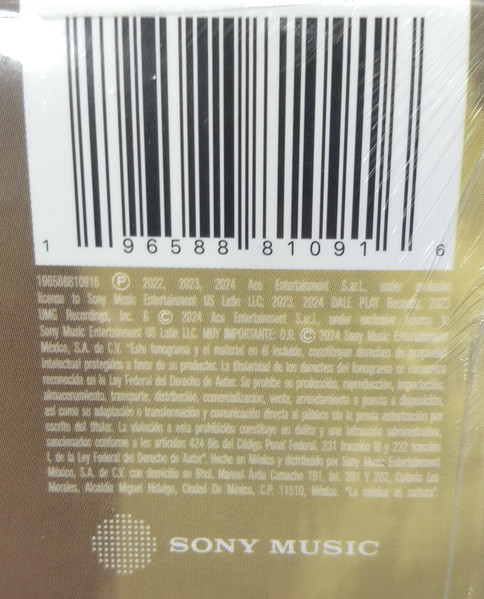 1 96588 81091 6
196588810916 Ⓟ 2022, 2023, 2024 Ace Entertainment S.ar.l., under exclusive
license to Sony Music Entertainment US Latin LLC; 2023, 2024 DALE PLAY Records; 2023
UMG Recordings, Inc. & © 2024 Ace Entertainment S.ar.l., under exclusive license to
Sony Music Entertainment US Latin LLC. MUY IMPORTANTE: D.R. © 2024 Sony Music Entertainment
México, S.A. de C.V. "Este fonograma y el material en él incluido, constituyen derechos de propiedad
intelectual protegidos a favor de su productor. La titularidad de los derechos del fonograma se encuentra
reconocida en la Ley Federal del Derecho de Autor. Se prohíbe su producción, reproducción, importación,
almacenamiento, transporte, distribución, comercialización, venta, arrendamiento o puesta a disposición,
así como su adaptación o transformación y comunicación directa al público sin la previa autorización por
escrito del titular. La violación a esta prohibición constituye un delito y una infracción administrativa,
sancionados conforme a los artículos 424 Bis del Código Penal Federal, 231 fracción III y 232 fracción
I, de la Ley Federal del Derecho de Autor". Hecho en México y distribuido por Sony Music Entertainment
México, S.A. de C.V. con domicilio en Blvd. Manuel Ávila Camacho 191, Int. 201 Y 202, Colonia Los
Morales, Alcaldía Miguel Hidalgo, Ciudad De México, C.P. 11510, México. "La música es cultura".
SONY MUSIC